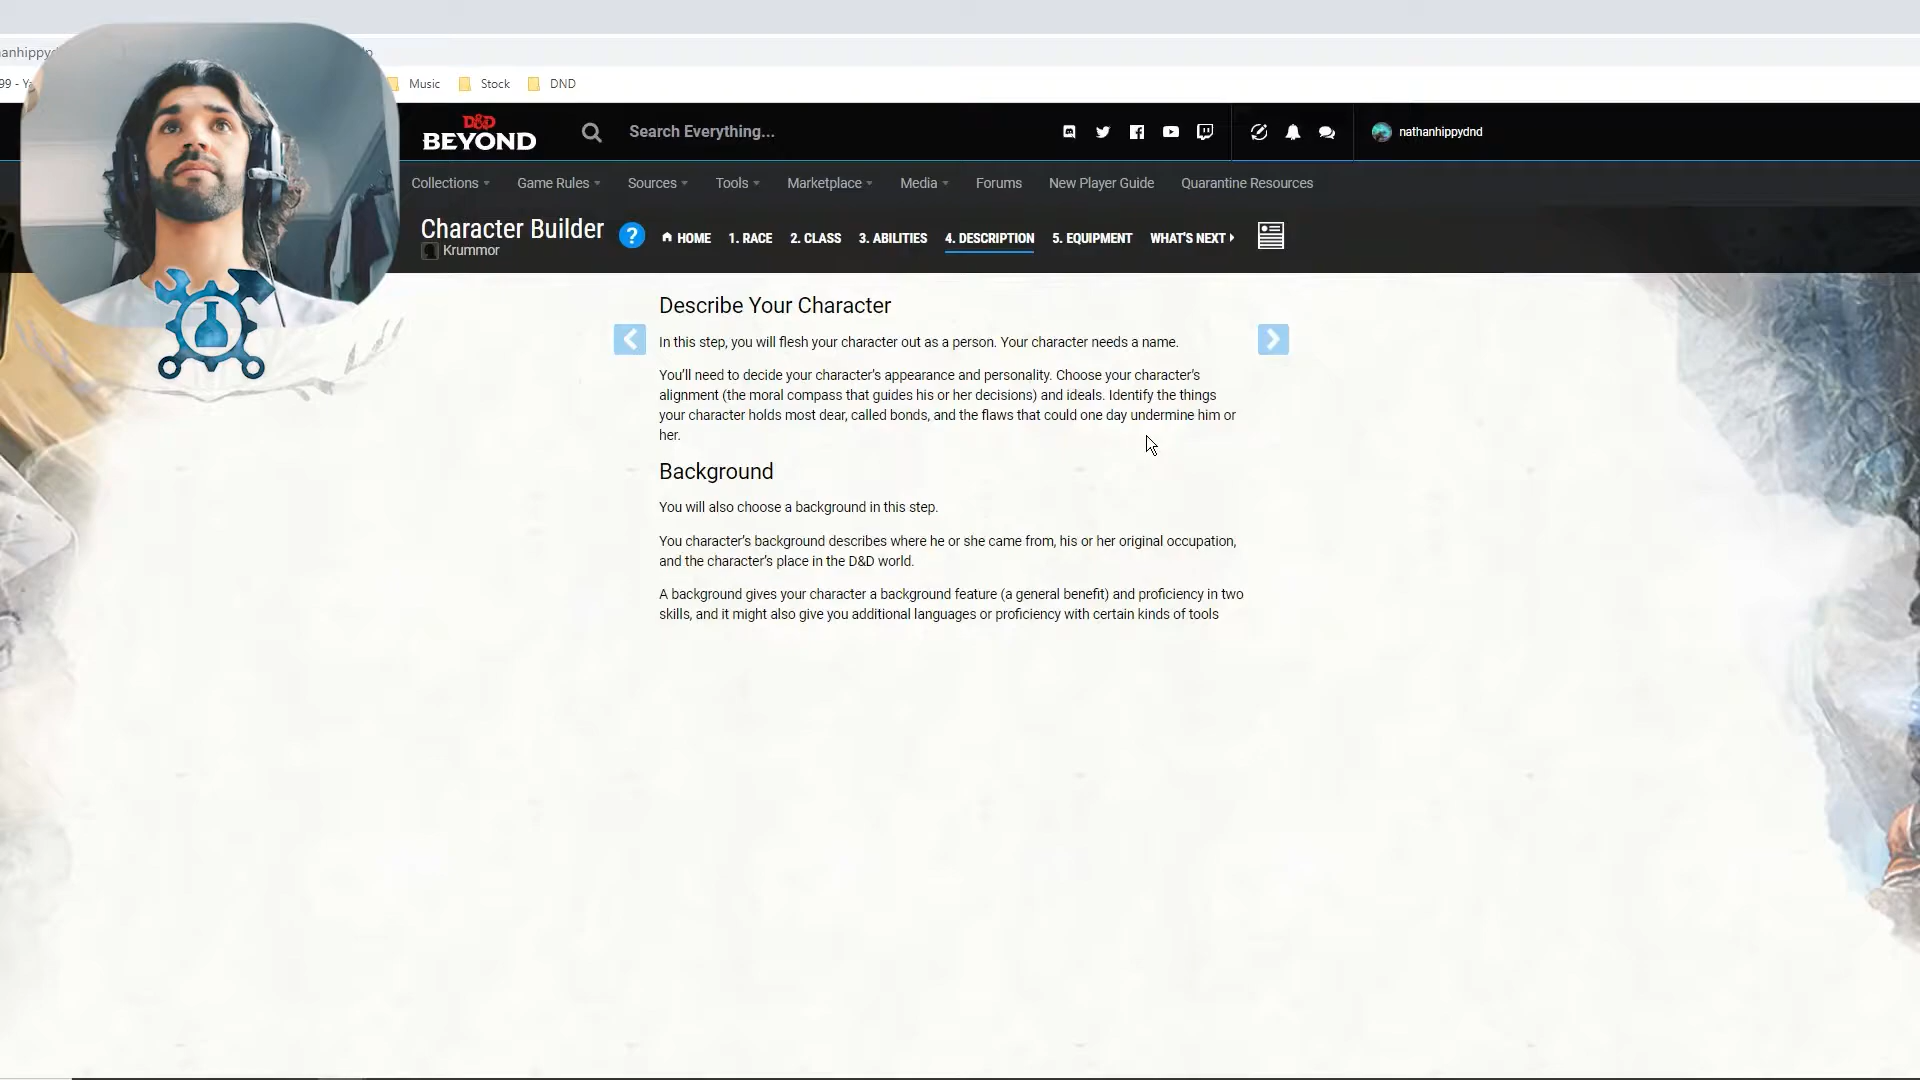 anhippy
99 - Y
Music
Stock
DND
D&D
BEYOND
Search Everything...
nathanhippydnd
Collections
Game Rules
Sources
Tools
Marketplace
Media
Forums
New Player Guide
Quarantine Resources
Character Builder
?
HOME
1. RACE
2. CLASS
3. ABILITIES
4. DESCRIPTION
5. EQUIPMENT
WHAT'S NEXT
Krummor
Describe Your Character
In this step, you will flesh your character out as a person. Your character needs a name.
You'll need to decide your character's appearance and personality. Choose your character's
alignment (the moral compass that guides his or her decisions) and ideals. Identify the things
your character holds most dear, called bonds, and the flaws that could one day undermine him or
her.
Background
You will also choose a background in this step.
You character's background describes where he or she came from, his or her original occupation,
and the character's place in the D&D world.
A background gives your character a background feature (a general benefit) and proficiency in two
skills, and it might also give you additional languages or proficiency with certain kinds of tools